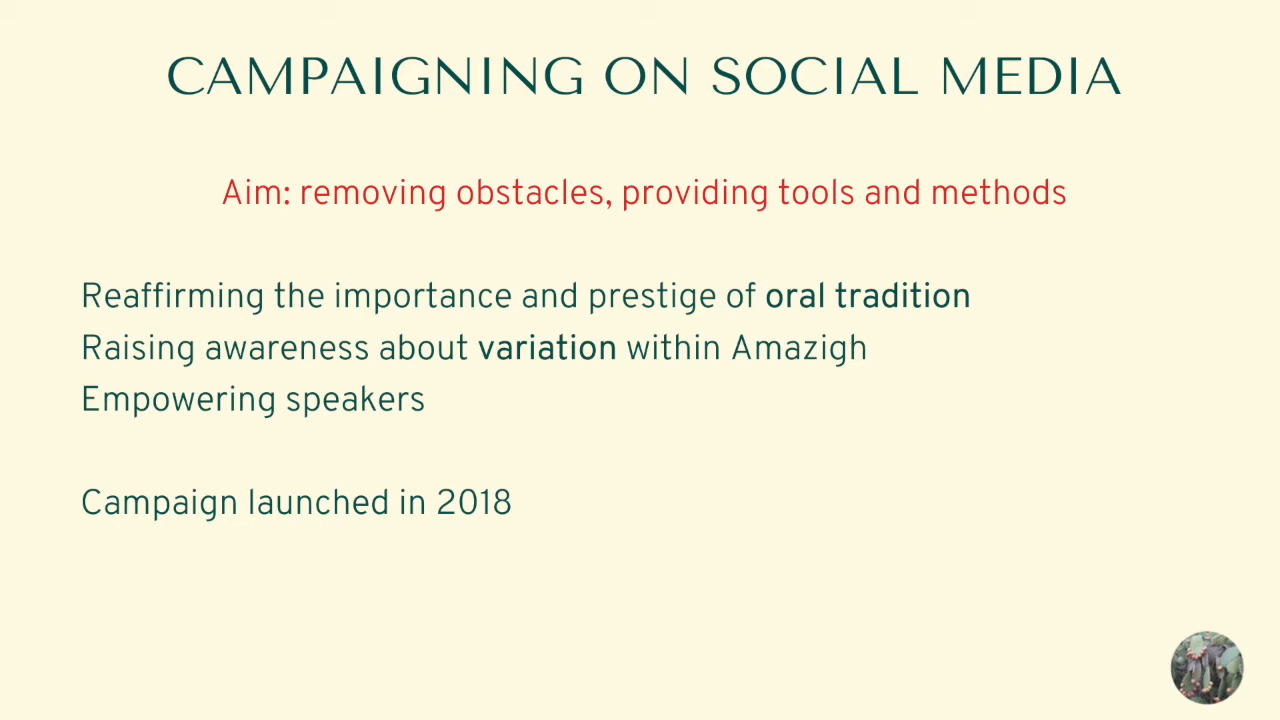 CAMPAIGNING ON SOCIAL MEDIA
Aim: removing obstacles, providing tools and methods
Reaffirming the importance and prestige of oral tradition
Raising awareness about variation within Amazigh
Empowering speakers
Campaign launched in 2018